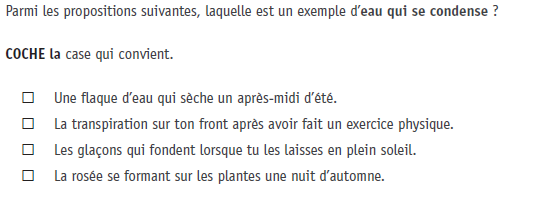 Parmi les propositions suivantes, laquelle est un exemple d'eau qui se condense ?
COCHE la case qui convient.
☐ Une flaque d'eau qui sèche un après-midi d'été.
☐ La transpiration sur ton front après avoir fait un exercice physique.
☐ Les glaçons qui fondent lorsque tu les laisses en plein soleil.
☐ La rosée se formant sur les plantes une nuit d'automne.